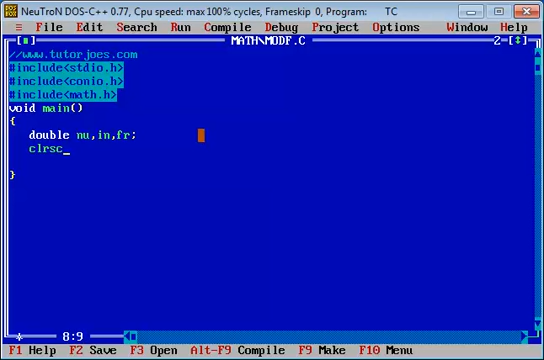 NeuTroN DOS-C++ 0.77, Cpu speed: max 100% cycles, Frameskip 0, Program: TC
≡ File Edit Search Run Compile Debug Project Options Window Help
[■] MATH\MODF.C 2=[↕]
//www.tutorjoes.com
#include<stdio.h>
#include<conio.h>
#include<math.h>
void main()
{
double nu,in,fr;
clrsc_
}
* 8:9
F1 Help F2 Save F3 Open Alt-F9 Compile F9 Make F10 Menu